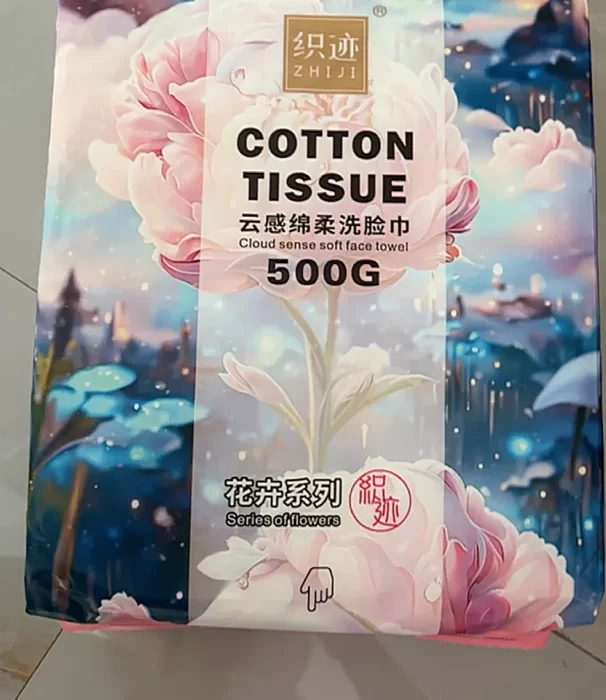 ®
织迹
ZHIJI
COTTON
TISSUE
云感绵柔洗脸巾
Cloud sense soft face towel
500G
花卉系列
Series of flowers
織
迹